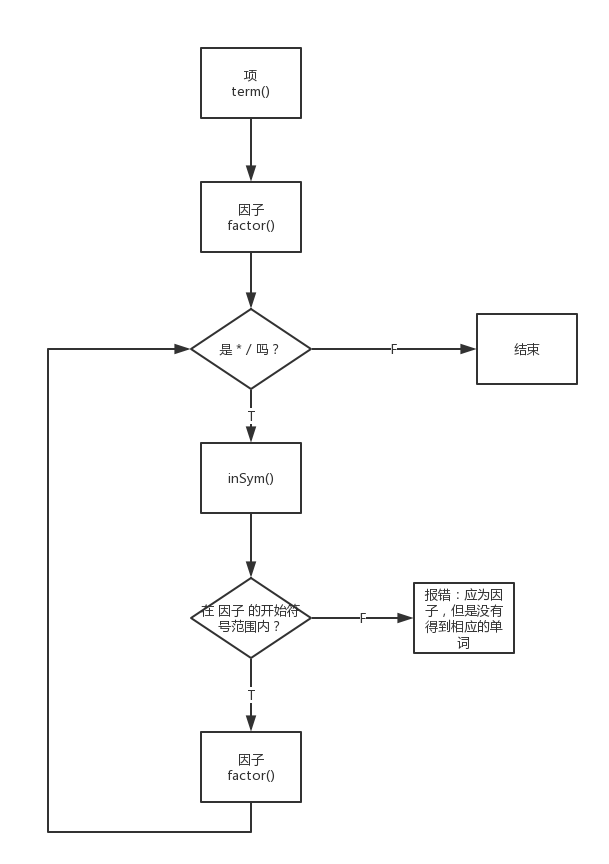 项
term()
因子
factor()
是 * / 吗？
F
结束
T
inSym()
在 因子 的开始符
号范围内？
F
报错：应为因
子，但是没有
得到相应的单
词
T
因子
factor()